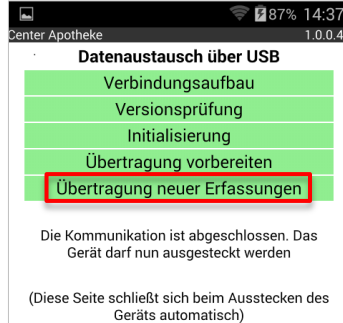 87% 14:37
Center Apotheke 1.0.0.4
Datenaustausch über USB
Verbindungsaufbau
Versionsprüfung
Initialisierung
Übertragung vorbereiten
Übertragung neuer Erfassungen
Die Kommunikation ist abgeschlossen. Das
Gerät darf nun ausgesteckt werden
(Diese Seite schließt sich beim Ausstecken des
Geräts automatisch)